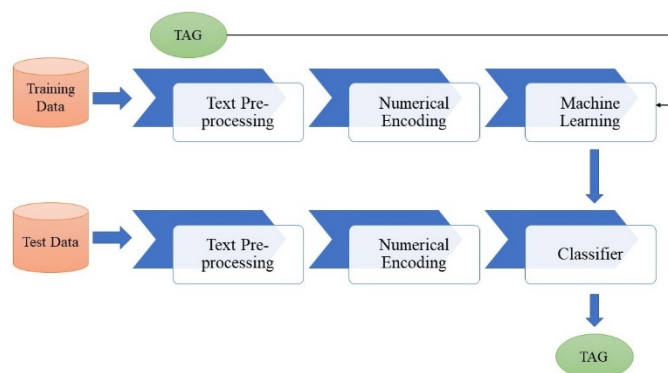 TAG
Training
Data
Text Pre-
processing
Numerical
Encoding
Machine
Learning
Test Data
Text Pre-
processing
Numerical
Encoding
Classifier
TAG